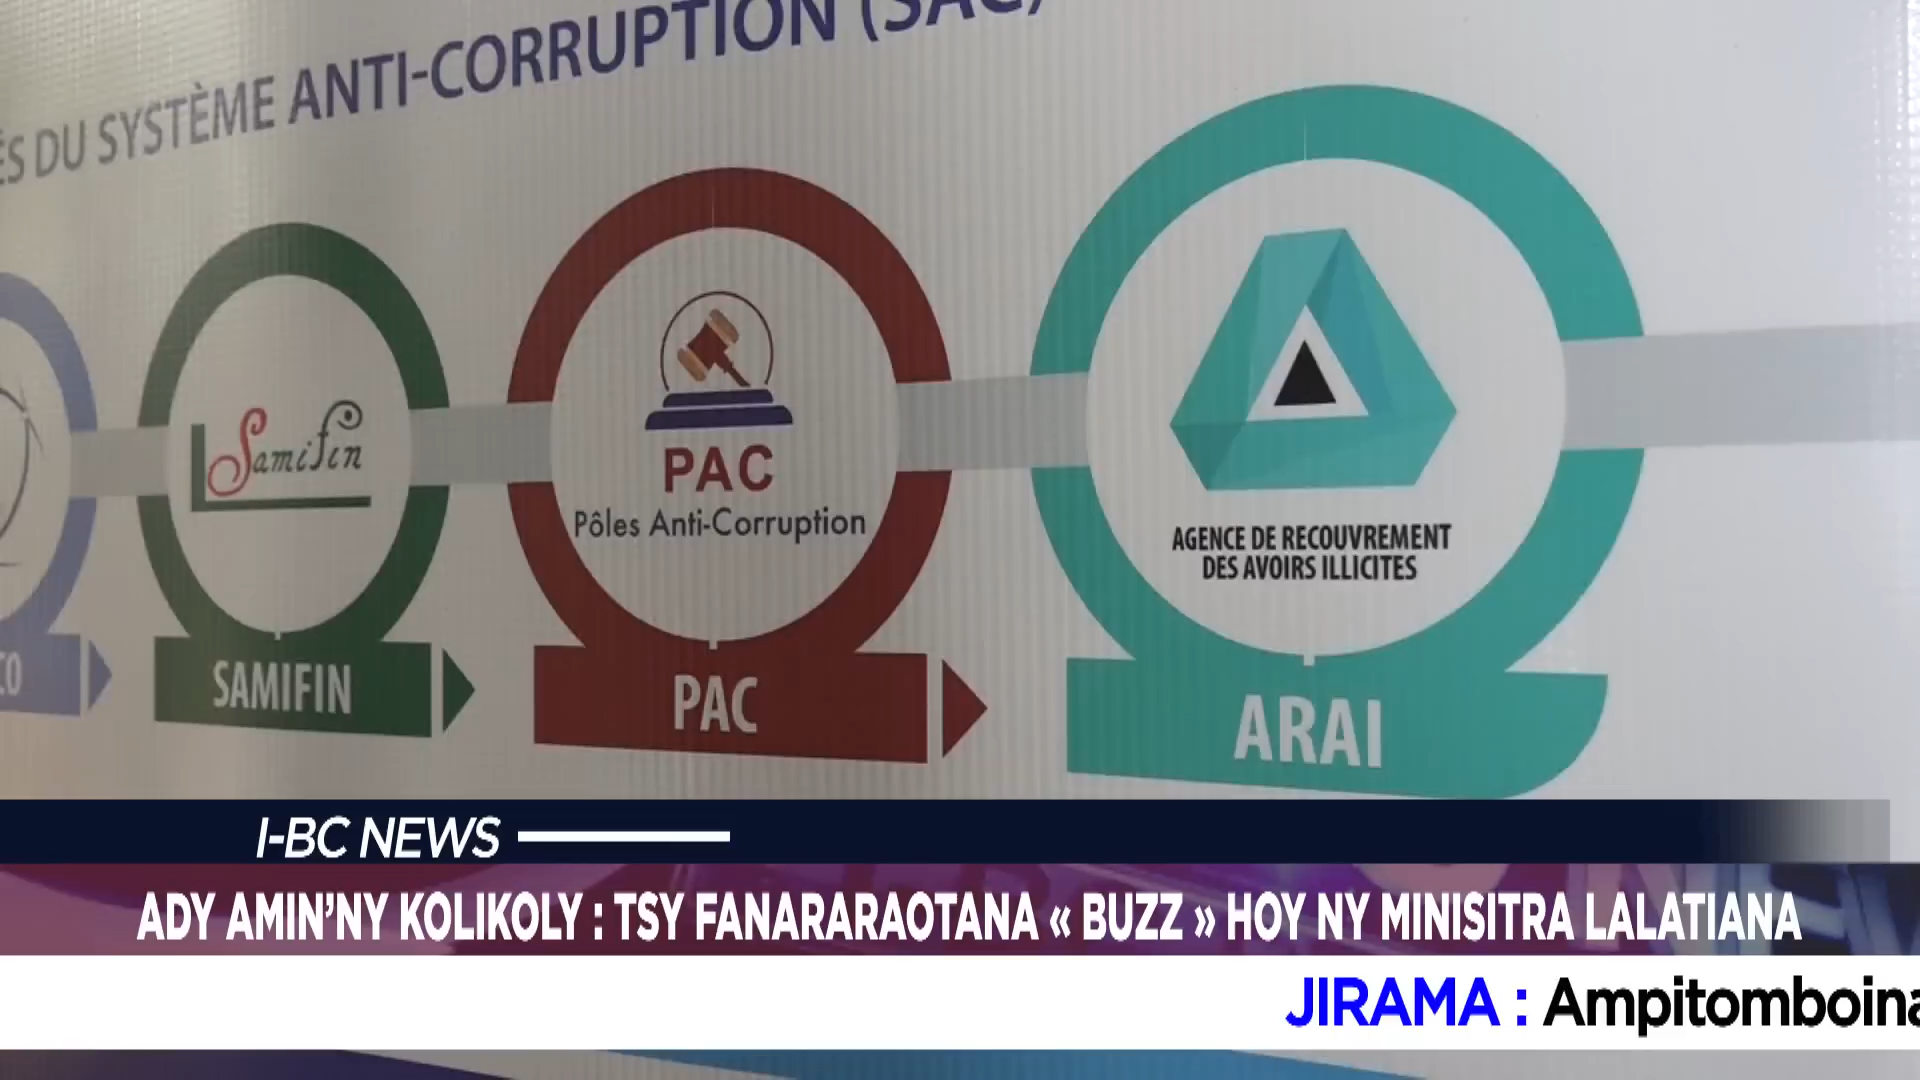 DU SYSTÈME ANTI-CORRUPTION (SAC)
Samifin
PAC
Pôles Anti-Corruption
AGENCE DE RECOUVREMENT
DES AVOIRS ILLICITES
SAMIFIN
PAC
ARAI
I-BC NEWS
ADY AMIN’NY KOLIKOLY : TSY FANARARAOTANA « BUZZ » HOY NY MINISITRA LALATIANA
JIRAMA : Ampitomboina